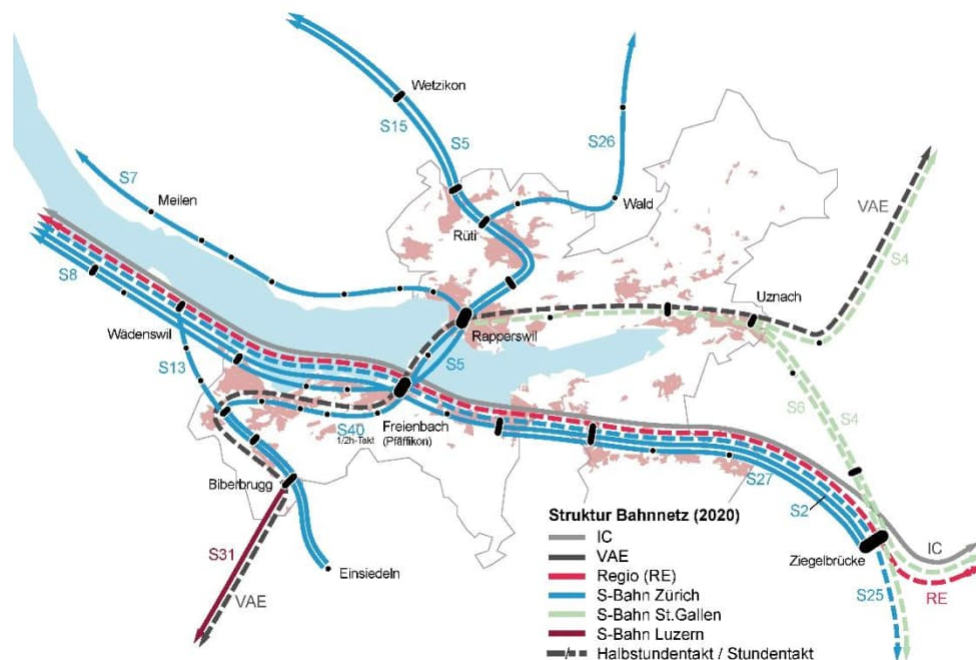 Wetzikon
S15
S5
S26
S7
Meilen
Wald
VAE
Rüti
S4
S8
Uznach
Wädenswil
Rapperswil
S5
S13
S6
S4
S40
1/2h-Takt
Freienbach
(Pfäffikon)
Biberbrugg
S27
S2
Struktur Bahnnetz (2020)
IC
VAE
Regio (RE)
S-Bahn Zürich
S-Bahn St.Gallen
S-Bahn Luzern
Halbstundentakt / Stundentakt
Ziegelbrücke
IC
RE
S25
S31
VAE
Einsiedeln